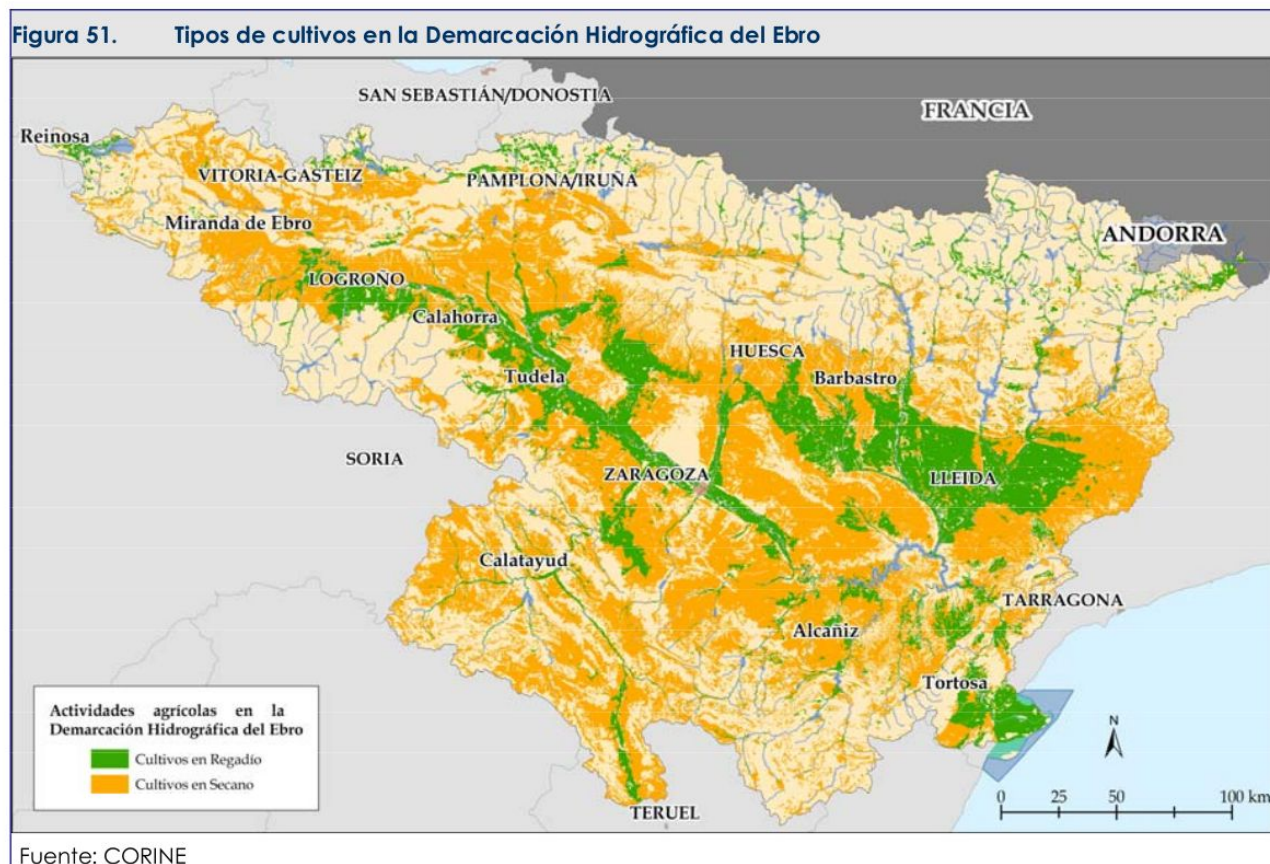 Figura 51. Tipos de cultivos en la Demarcación Hidrográfica del Ebro
SAN SEBASTIÁN/DONOSTIA
FRANCIA
Reinosa
VITORIA-GASTEIZ
PAMPLONA/IRUÑA
Miranda de Ebro
ANDORRA
LOGROÑO
Calahorra
HUESCA
Tudela
Barbastro
SORIA
ZARAGOZA
LLEIDA
Calatayud
TARRAGONA
Alcañiz
Tortosa
Actividades agrícolas en la
Demarcación Hidrográfica del Ebro
Cultivos en Regadío
Cultivos en Secano
N
0 25 50 100 km
TERUEL
Fuente: CORINE